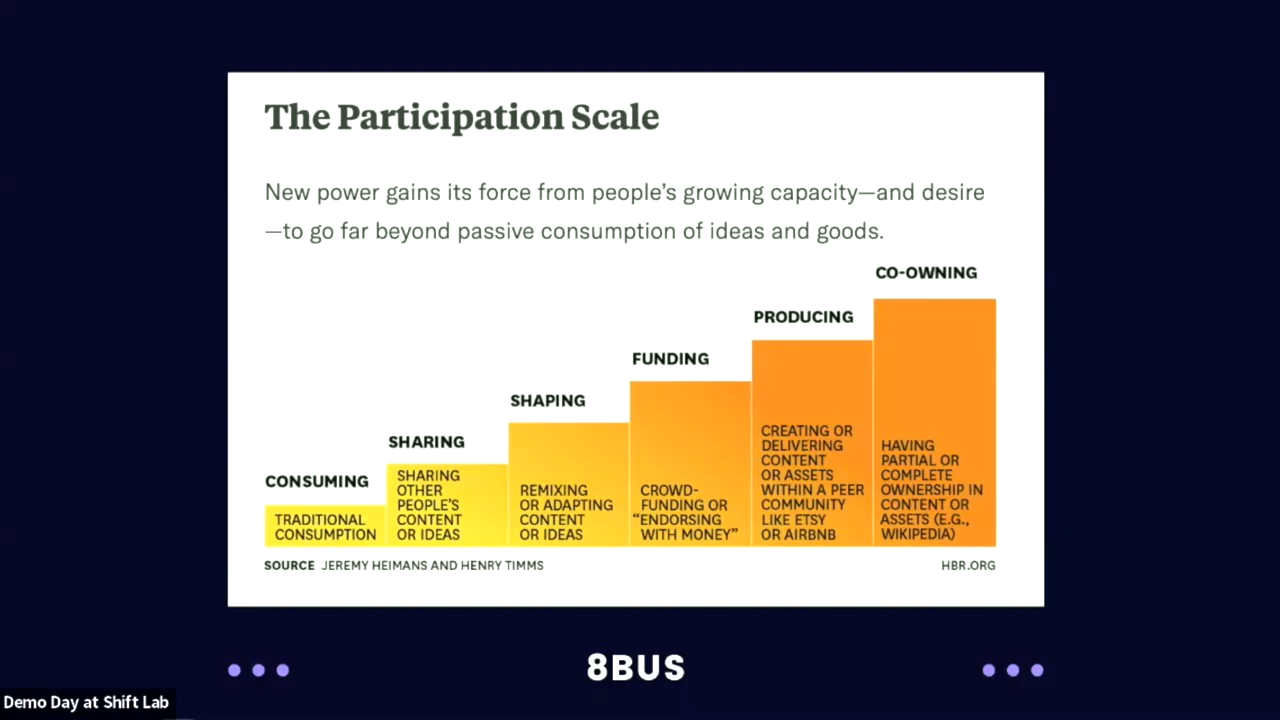 The Participation Scale
New power gains its force from people's growing capacity—and desire
—to go far beyond passive consumption of ideas and goods.
CONSUMING
TRADITIONAL
CONSUMPTION
SHARING
SHARING
OTHER
PEOPLE'S
CONTENT
OR IDEAS
SHAPING
REMIXING
OR ADAPTING
CONTENT
OR IDEAS
FUNDING
CROWD-
FUNDING OR
“ENDORSING
WITH MONEY”
PRODUCING
CREATING OR
DELIVERING
CONTENT
OR ASSETS
WITHIN A PEER
COMMUNITY
LIKE ETSY
OR AIRBNB
CO-OWNING
HAVING
PARTIAL OR
COMPLETE
OWNERSHIP IN
CONTENT OR
ASSETS (E.G.,
WIKIPEDIA)
SOURCE JEREMY HEIMANS AND HENRY TIMMS
HBR.ORG
8BUS
Demo Day at Shift Lab